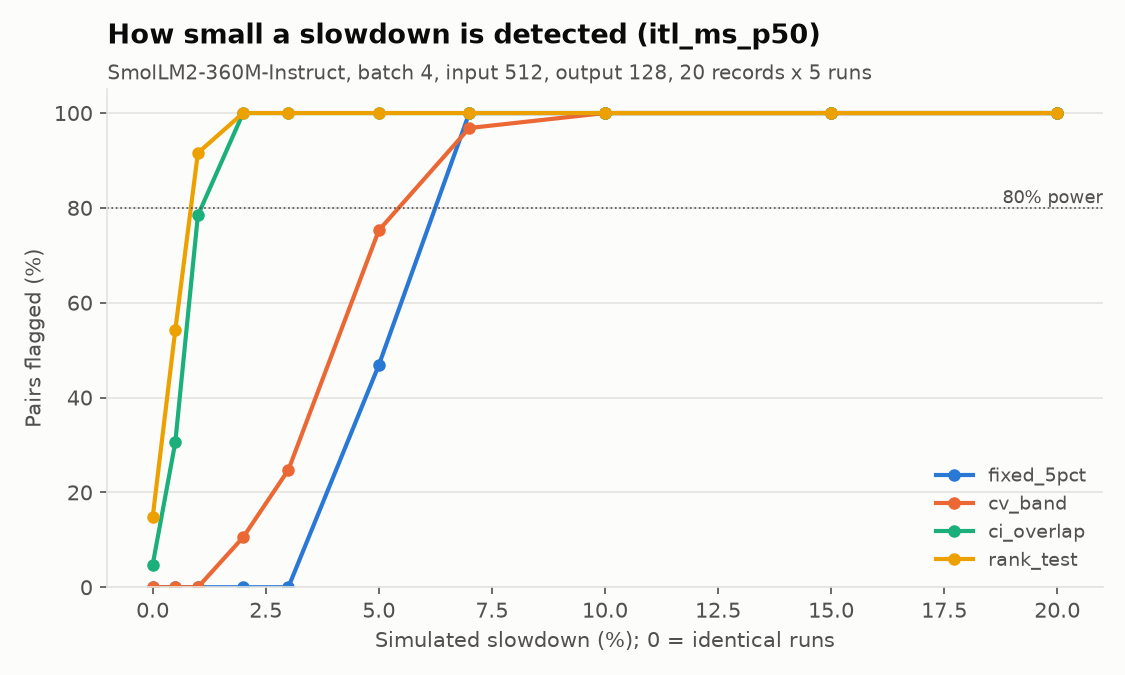 How small a slowdown is detected (itl_ms_p50)
SmolLM2-360M-Instruct, batch 4, input 512, output 128, 20 records x 5 runs
100
80
60
40
20
0
Pairs flagged (%)
80% power
fixed_5pct
cv_band
ci_overlap
rank_test
0.0 2.5 5.0 7.5 10.0 12.5 15.0 17.5 20.0
Simulated slowdown (%); 0 = identical runs